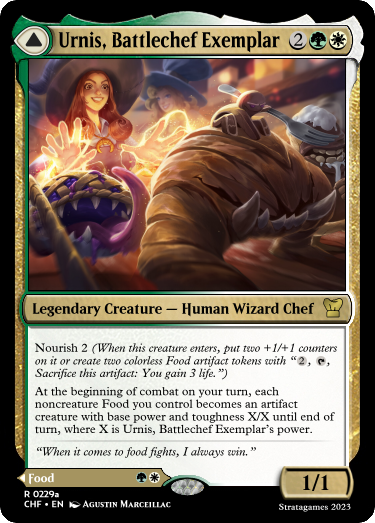 Urnis, Battlechef Exemplar 2
Legendary Creature — Human Wizard Chef
Nourish 2 (When this creature enters, put two +1/+1 counters
on it or create two colorless Food artifact tokens with “2, ,
Sacrifice this artifact: You gain 3 life.”)
At the beginning of combat on your turn, each
noncreature Food you control becomes an artifact
creature with base power and toughness X/X until end of
turn, where X is Urnis, Battlechef Exemplar’s power.
“When it comes to food fights, I always win.”
Food
1/1
R 0229a
CHF • EN Agustin Marceillac
Stratagames 2023